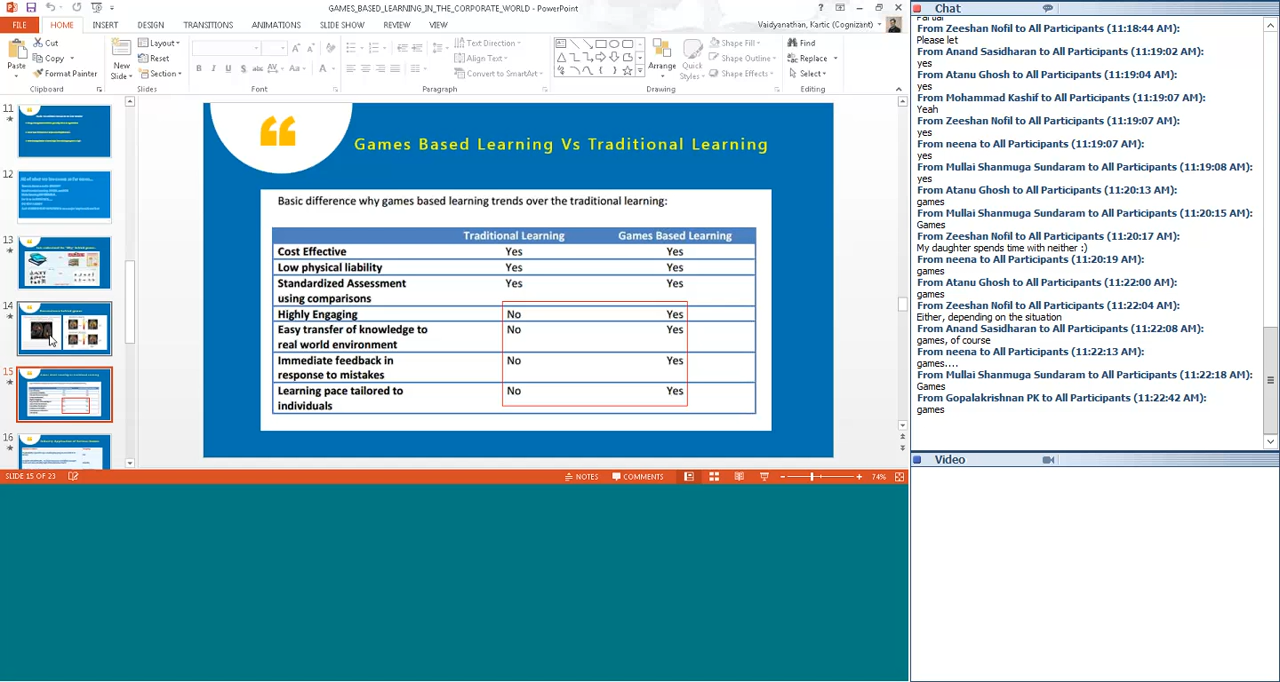 GAMES_BASED_LEARNING_IN_THE_CORPORATE_WORLD - PowerPoint
FILE HOME INSERT DESIGN TRANSITIONS ANIMATIONS SLIDE SHOW REVIEW VIEW
Vaidyanathan, Kartic (Cognizant)
Paste
Cut
Copy
Format Painter
Clipboard
New
Slide
Layout
Reset
Section
Slides
Font
Text Direction
Align Text
Convert to SmartArt
Paragraph
Arrange
Quick
Styles
Shape Fill
Shape Outline
Shape Effects
Drawing
Find
Replace
Select
Editing
11
12
13
14
15
16
Games Based Learning Vs Traditional Learning
Basic difference why games based learning trends over the traditional learning:
Traditional Learning Games Based Learning
Cost Effective Yes Yes
Low physical liability Yes Yes
Standardized Assessment Yes Yes
using comparisons
Highly Engaging No Yes
Easy transfer of knowledge to No Yes
real world environment
Immediate feedback in No Yes
response to mistakes
Learning pace tailored to No Yes
individuals
SLIDE 15 OF 23
NOTES COMMENTS 74%
Chat
Partial
From Zeeshan Nofil to All Participants (11:18:44 AM):
Please let
From Anand Sasidharan to All Participants (11:19:02 AM):
yes
From Atanu Ghosh to All Participants (11:19:04 AM):
yes
From Mohammad Kashif to All Participants (11:19:07 AM):
Yeah
From Zeeshan Nofil to All Participants (11:19:07 AM):
yes
From neena to All Participants (11:19:07 AM):
yes
From Mullai Shanmuga Sundaram to All Participants (11:19:08 AM):
yes
From Atanu Ghosh to All Participants (11:20:13 AM):
games
From Mullai Shanmuga Sundaram to All Participants (11:20:15 AM):
Games
From Zeeshan Nofil to All Participants (11:20:17 AM):
My daughter spends time with neither :)
From neena to All Participants (11:20:19 AM):
games
From Atanu Ghosh to All Participants (11:22:00 AM):
games
From Zeeshan Nofil to All Participants (11:22:04 AM):
Either, depending on the situation
From Anand Sasidharan to All Participants (11:22:08 AM):
games, of course
From neena to All Participants (11:22:13 AM):
games....
From Mullai Shanmuga Sundaram to All Participants (11:22:18 AM):
Games
From Gopalakrishnan PK to All Participants (11:22:42 AM):
games
Video